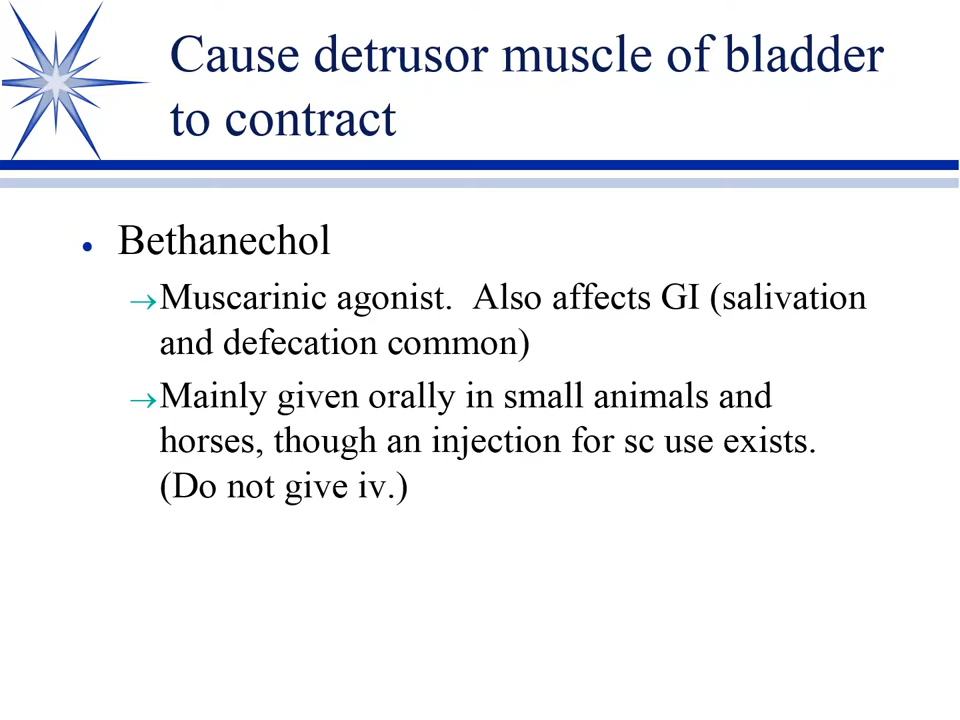 Cause detrusor muscle of bladder
to contract
• Bethanechol
→Muscarinic agonist.  Also affects GI (salivation
and defecation common)
→Mainly given orally in small animals and
horses, though an injection for sc use exists.
(Do not give iv.)